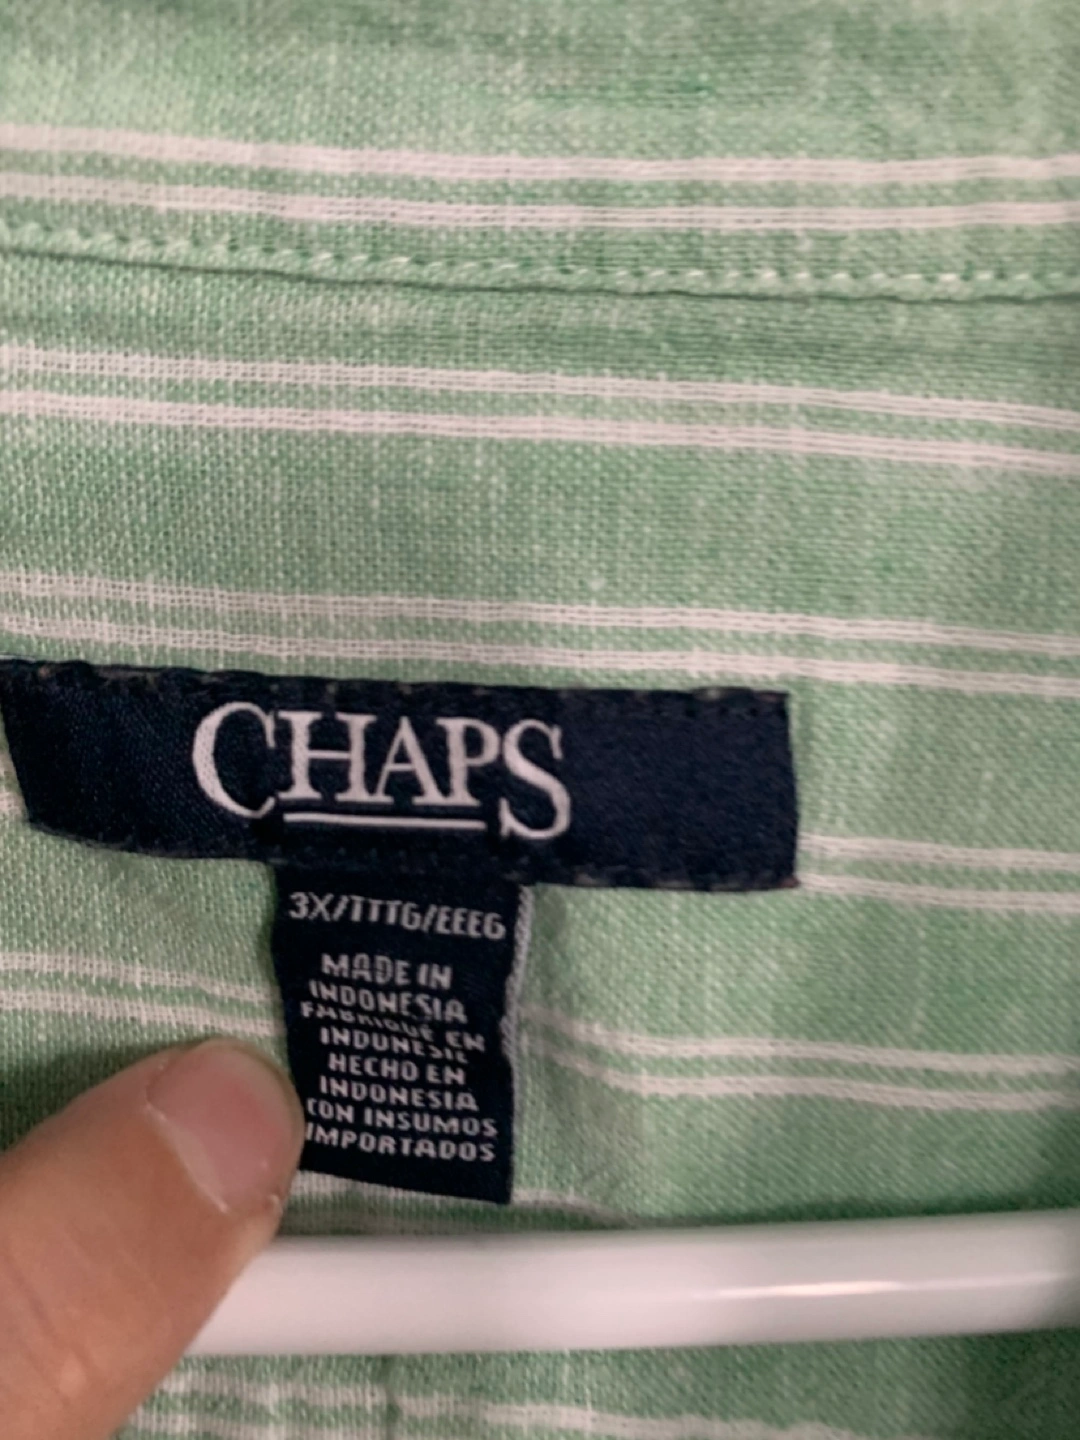 CHAPS
3X/TTTG/EEEG
MADE IN
INDONESIA
FABRIQUÉ EN
INDONÉSIE
HECHO EN
INDONESIA
CON INSUMOS
IMPORTADOS